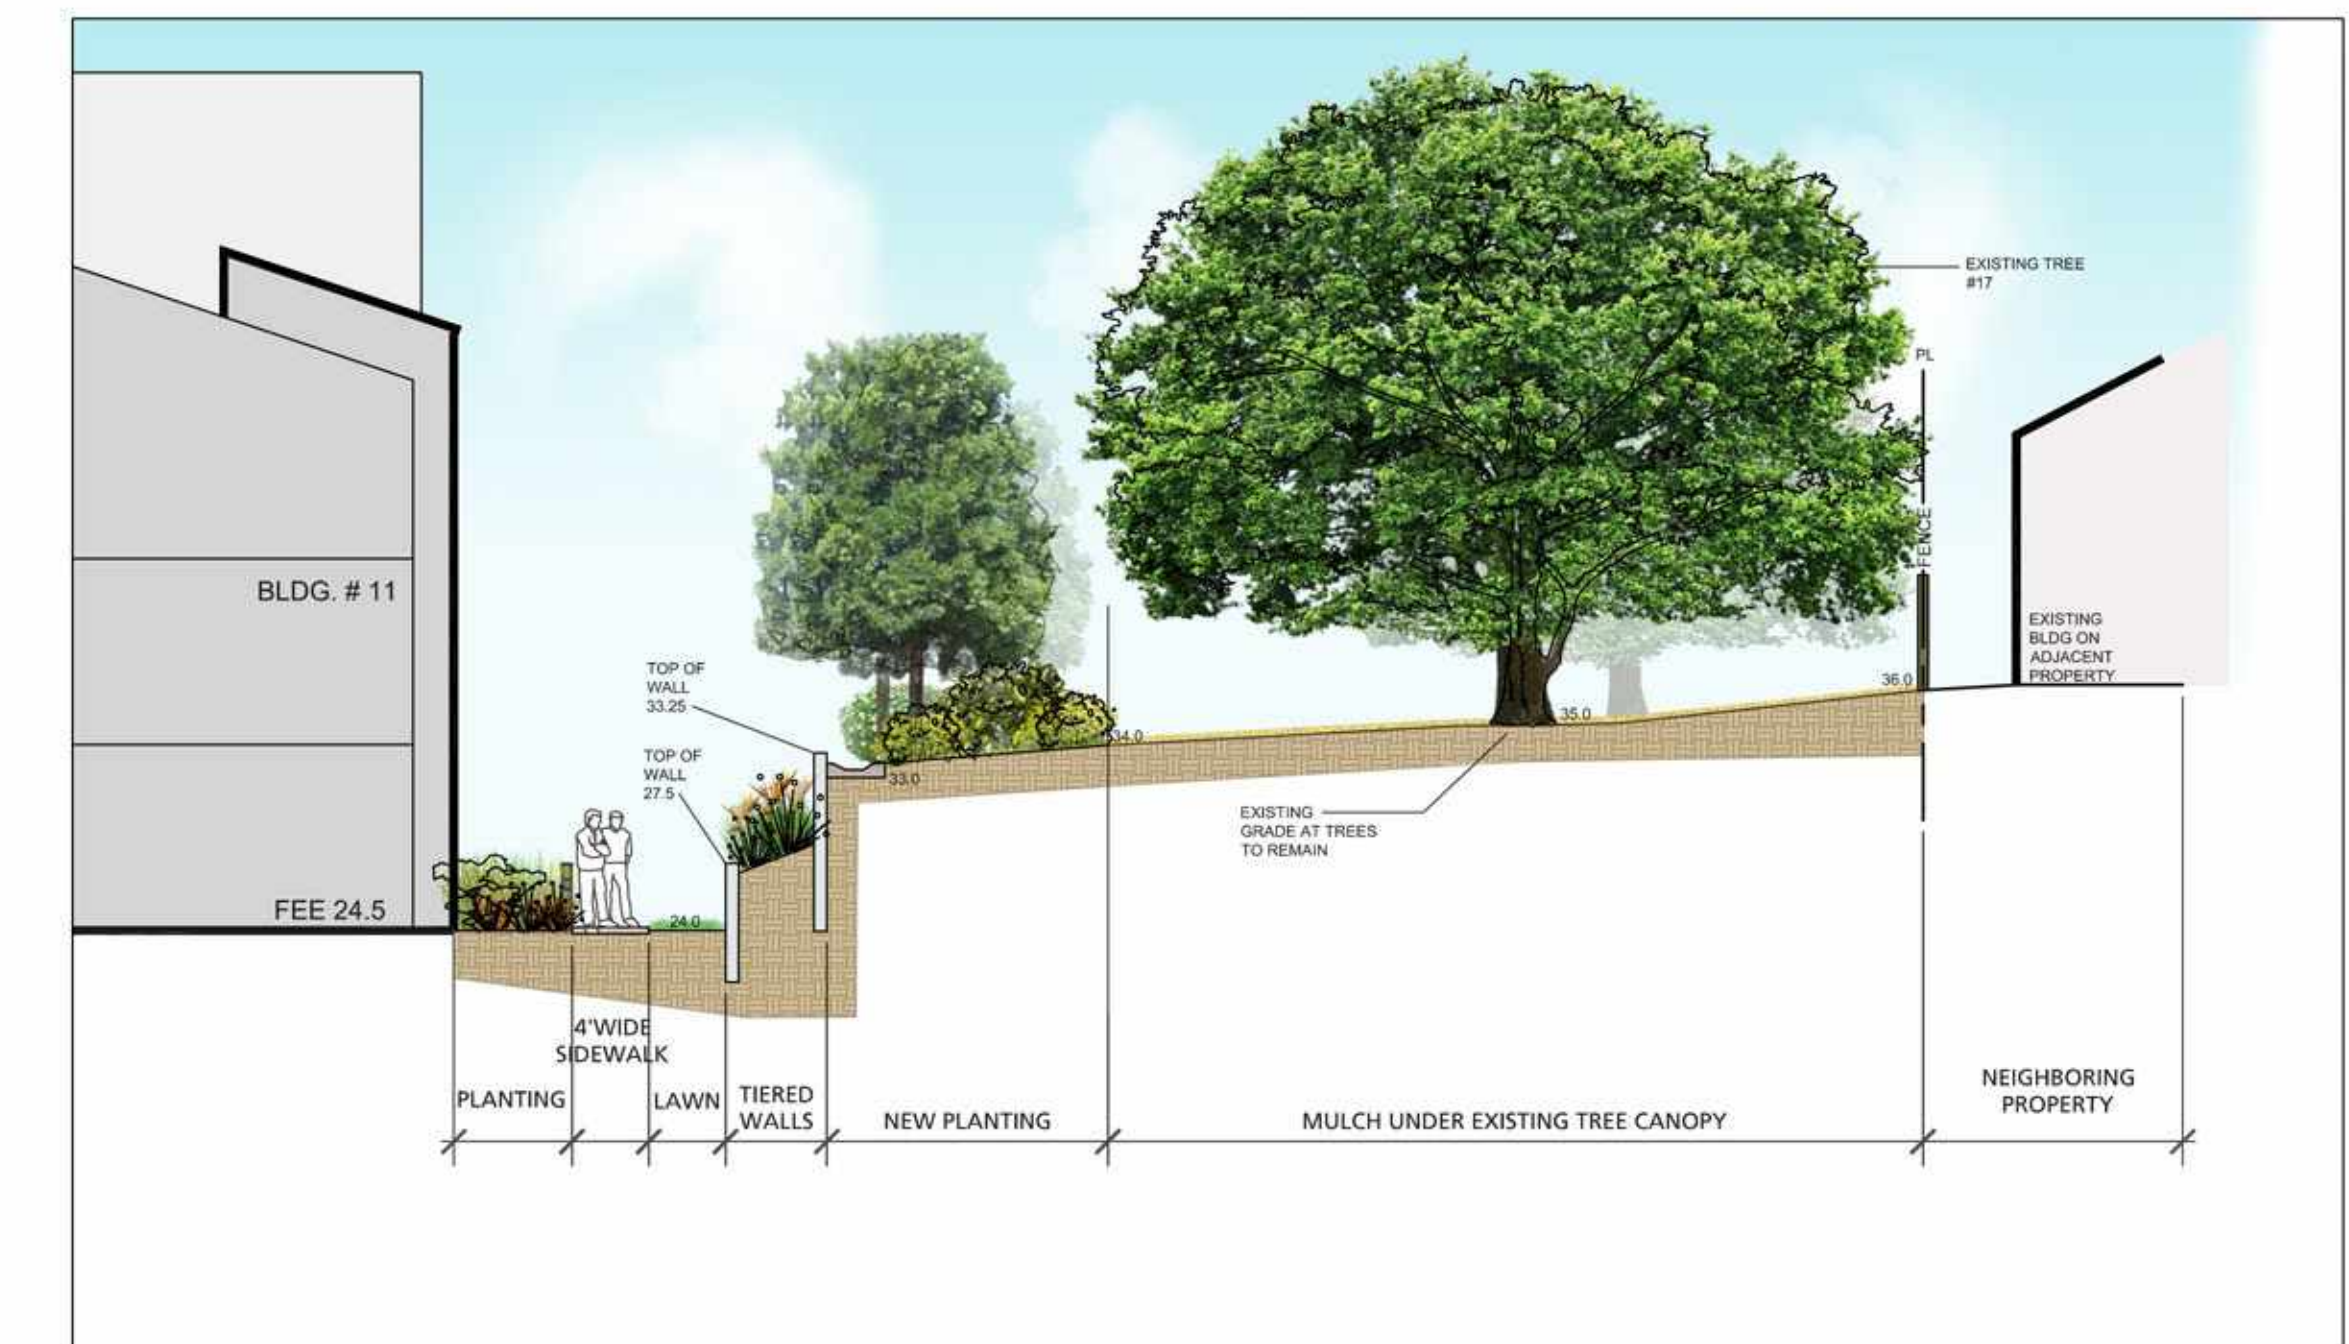 EXISTING TREE
#17
PL
FENCE
BLDG. # 11
EXISTING
BLDG ON
ADJACENT
PROPERTY
TOP OF
WALL
33.25
36.0
35.0
34.0
TOP OF
WALL
27.5
33.0
EXISTING
GRADE AT TREES
TO REMAIN
FEE 24.5
24.0
4'WIDE
SIDEWALK
PLANTING
LAWN
TIERED
WALLS
NEW PLANTING
MULCH UNDER EXISTING TREE CANOPY
NEIGHBORING
PROPERTY